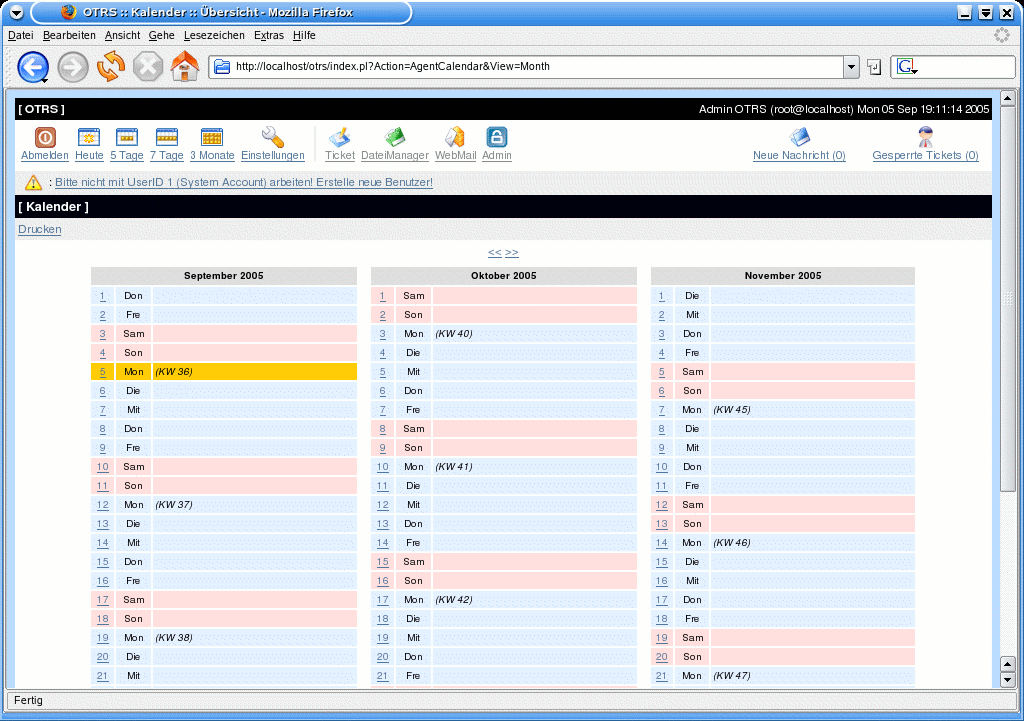 OTRS :: Kalender :: Übersicht - Mozilla Firefox
Datei Bearbeiten Ansicht Gehe Lesezeichen Extras Hilfe
http://localhost/otrs/index.pl?Action=AgentCalendar&View=Month G
[ OTRS ] Admin OTRS (root@localhost) Mon 05 Sep 19:11:14 2005
Abmelden Heute 5 Tage 7 Tage 3 Monate Einstellungen Ticket DateiManager WebMail Admin Neue Nachricht (0) Gesperrte Tickets (0)
: Bitte nicht mit UserID 1 (System Account) arbeiten! Erstelle neue Benutzer!
[ Kalender ]
Drucken
<< >>
September 2005 Oktober 2005 November 2005
1 Don 1 Sam 1 Die
2 Fre 2 Son 2 Mit
3 Sam 3 Mon (KW 40) 3 Don
4 Son 4 Die 4 Fre
5 Mon (KW 36) 5 Mit 5 Sam
6 Die 6 Don 6 Son
7 Mit 7 Fre 7 Mon (KW 45)
8 Don 8 Sam 8 Die
9 Fre 9 Son 9 Mit
10 Sam 10 Mon (KW 41) 10 Don
11 Son 11 Die 11 Fre
12 Mon (KW 37) 12 Mit 12 Sam
13 Die 13 Don 13 Son
14 Mit 14 Fre 14 Mon (KW 46)
15 Don 15 Sam 15 Die
16 Fre 16 Son 16 Mit
17 Sam 17 Mon (KW 42) 17 Don
18 Son 18 Die 18 Fre
19 Mon (KW 38) 19 Mit 19 Sam
20 Die 20 Don 20 Son
21 Mit 21 Fre 21 Mon (KW 47)
Fertig